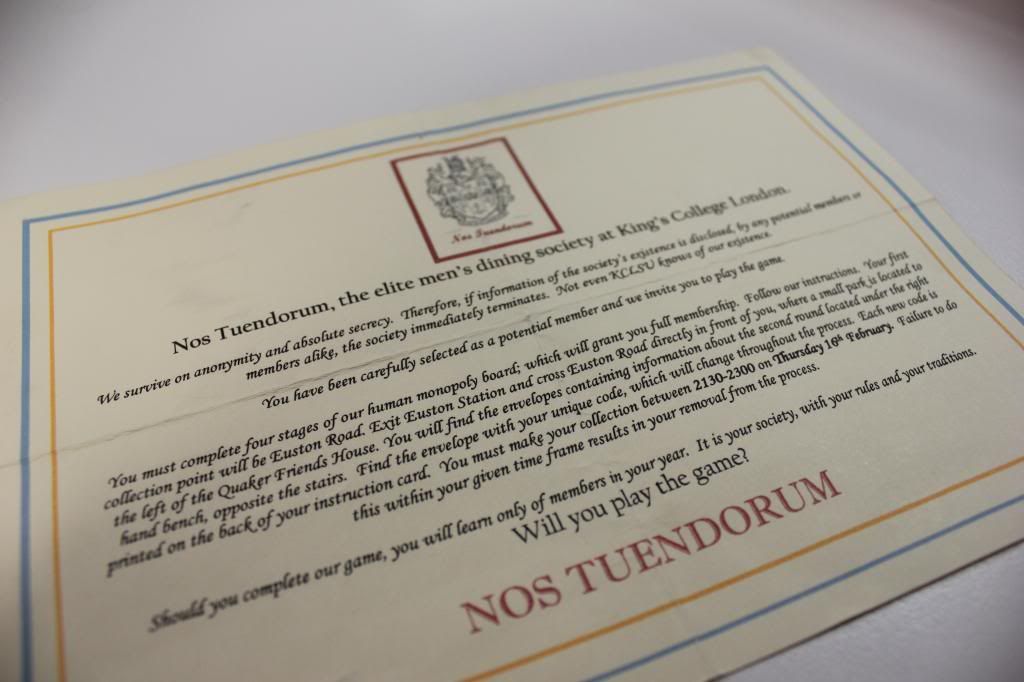 Nos Tuendorum
Nos Tuendorum, the elite men's dining society at King's College London.
We survive on anonymity and absolute secrecy. Therefore, if information of the society's existence is disclosed, by any potential members or
members alike, the society immediately terminates. Not even KCLSU knows of our existence.
You have been carefully selected as a potential member and we invite you to play the game.
You must complete four stages of our human monopoly board; which will grant you full membership. Follow our instructions. Your first
collection point will be Euston Road. Exit Euston Station and cross Euston Road directly in front of you, where a small park is located to
the left of the Quaker Friends House. You will find the envelopes containing information about the second round located under the right
hand bench, opposite the stairs. Find the envelope with your unique code, which will change throughout the process. Each new code is
printed on the back of your instruction card. You must make your collection between 2130-2300 on Thursday 16th February. Failure to do
this within your given time frame results in your removal from the process.
Should you complete our game, you will learn only of members in your year. It is your society, with your rules and your traditions.
Will you play the game?
NOS TUENDORUM